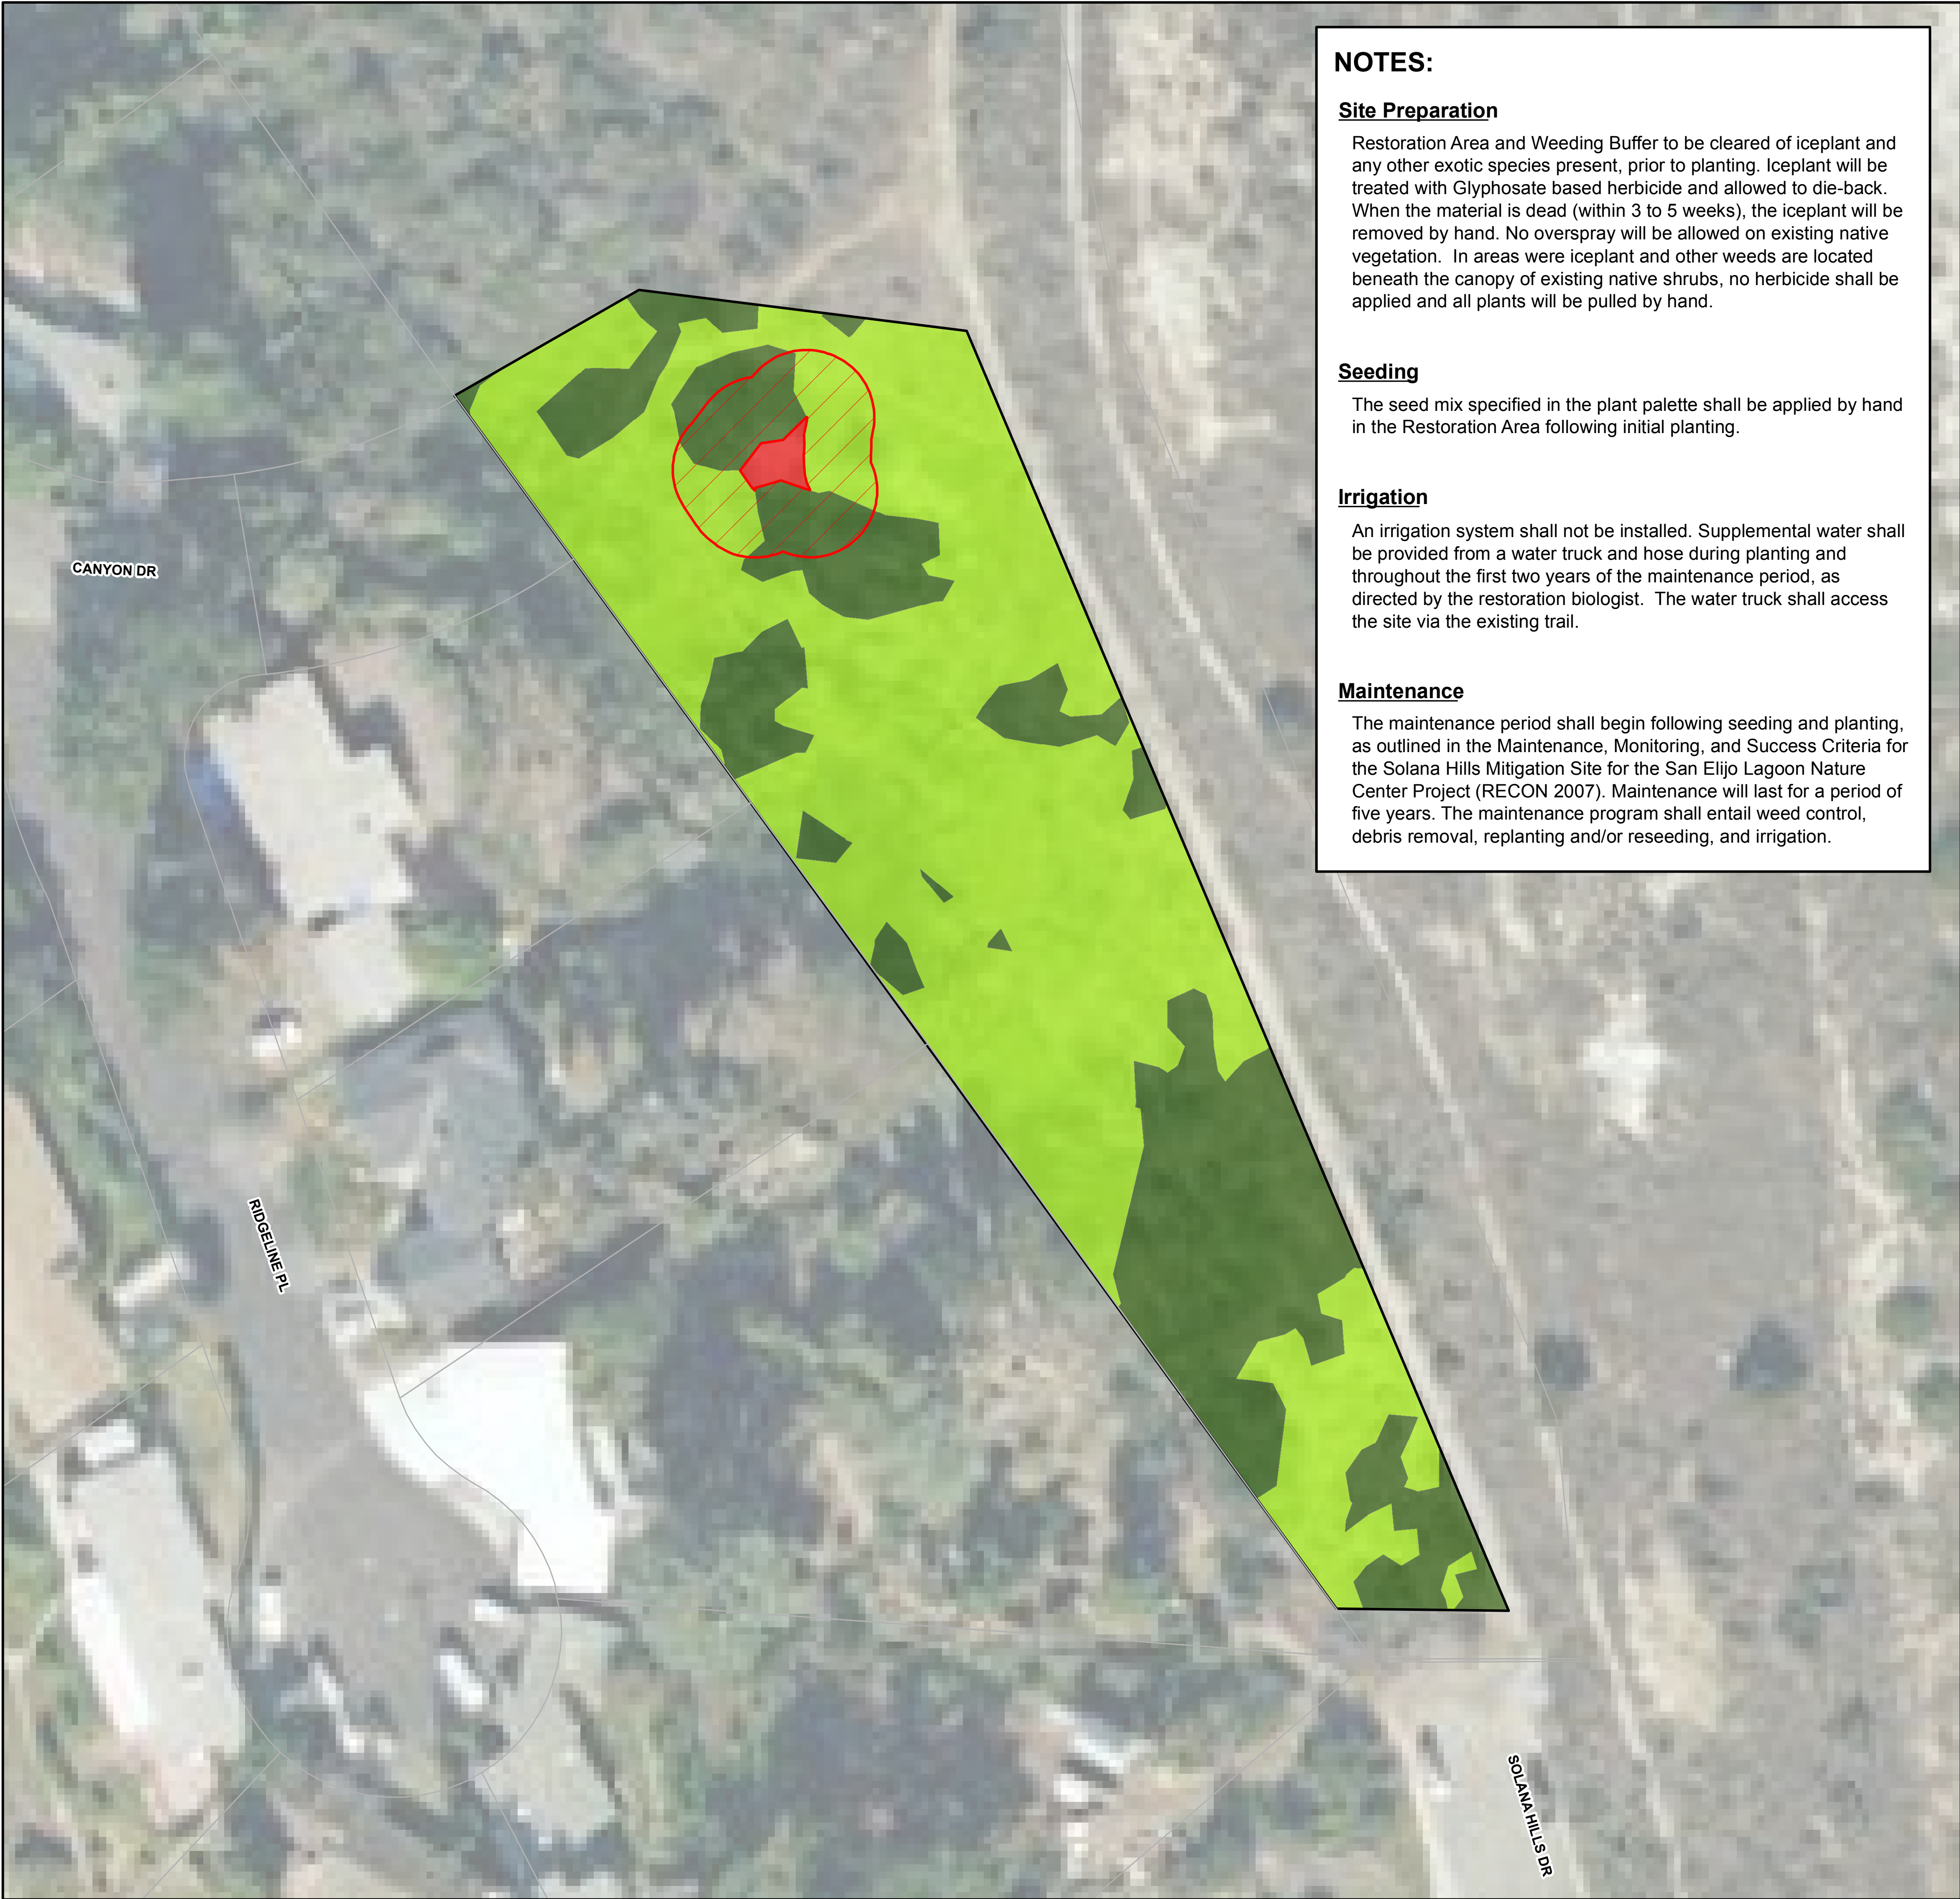 NOTES:
Site Preparation
Restoration Area and Weeding Buffer to be cleared of iceplant and
any other exotic species present, prior to planting. Iceplant will be
treated with Glyphosate based herbicide and allowed to die-back.
When the material is dead (within 3 to 5 weeks), the iceplant will be
removed by hand. No overspray will be allowed on existing native
vegetation. In areas were iceplant and other weeds are located
beneath the canopy of existing native shrubs, no herbicide shall be
applied and all plants will be pulled by hand.
Seeding
The seed mix specified in the plant palette shall be applied by hand
in the Restoration Area following initial planting.
Irrigation
An irrigation system shall not be installed. Supplemental water shall
be provided from a water truck and hose during planting and
throughout the first two years of the maintenance period, as
directed by the restoration biologist. The water truck shall access
the site via the existing trail.
Maintenance
The maintenance period shall begin following seeding and planting,
as outlined in the Maintenance, Monitoring, and Success Criteria for
the Solana Hills Mitigation Site for the San Elijo Lagoon Nature
Center Project (RECON 2007). Maintenance will last for a period of
five years. The maintenance program shall entail weed control,
debris removal, replanting and/or reseeding, and irrigation.
CANYON DR
RIDGELINE PL
SOLANA HILLS DR